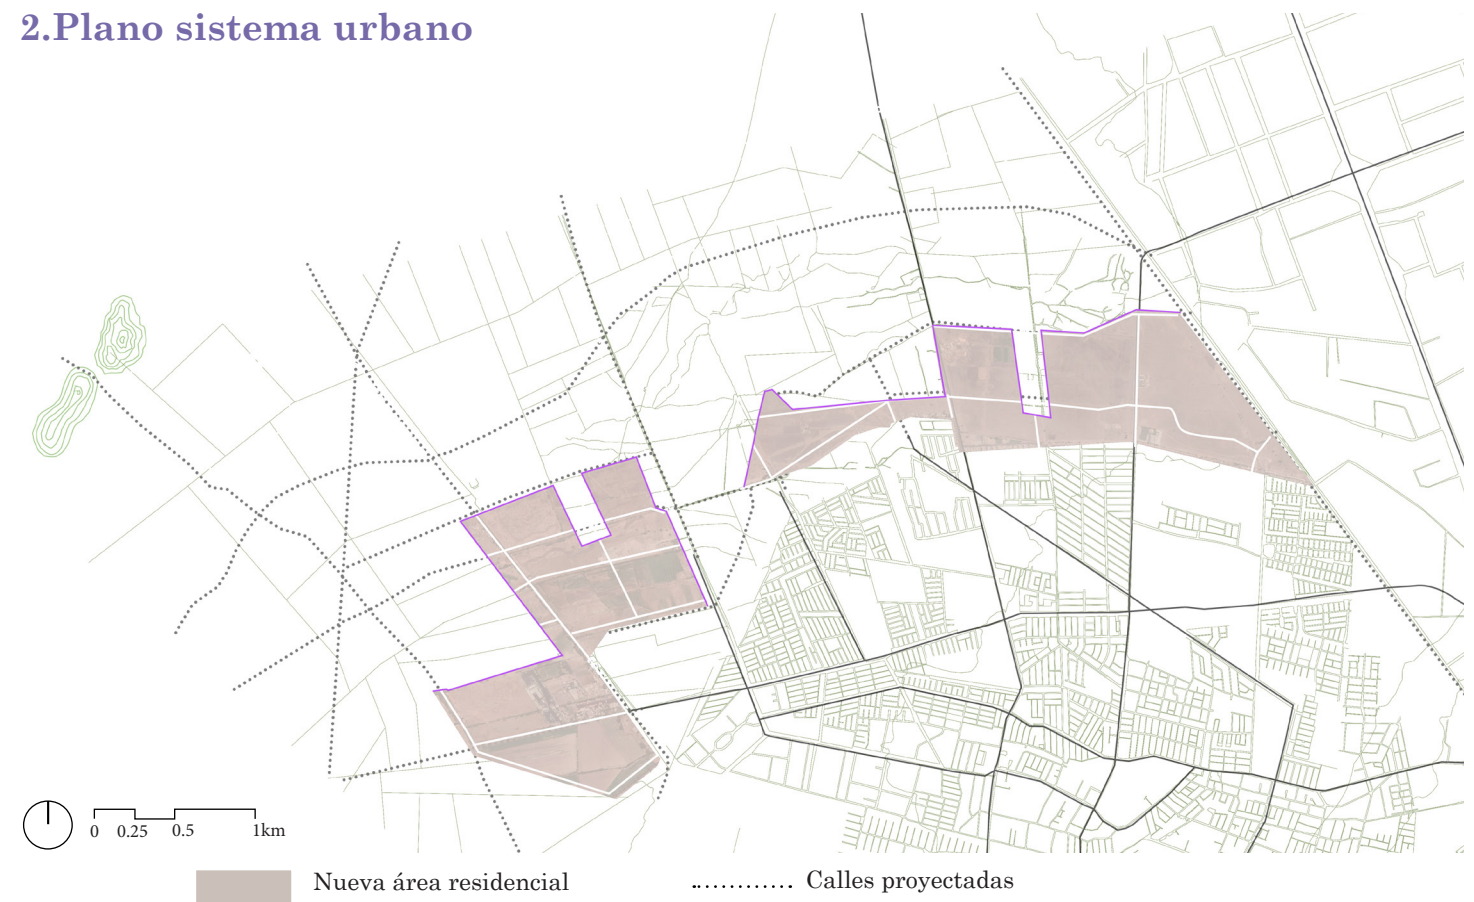 2.Plano sistema urbano
0 0.25 0.5 1km
Nueva área residencial
Calles proyectadas